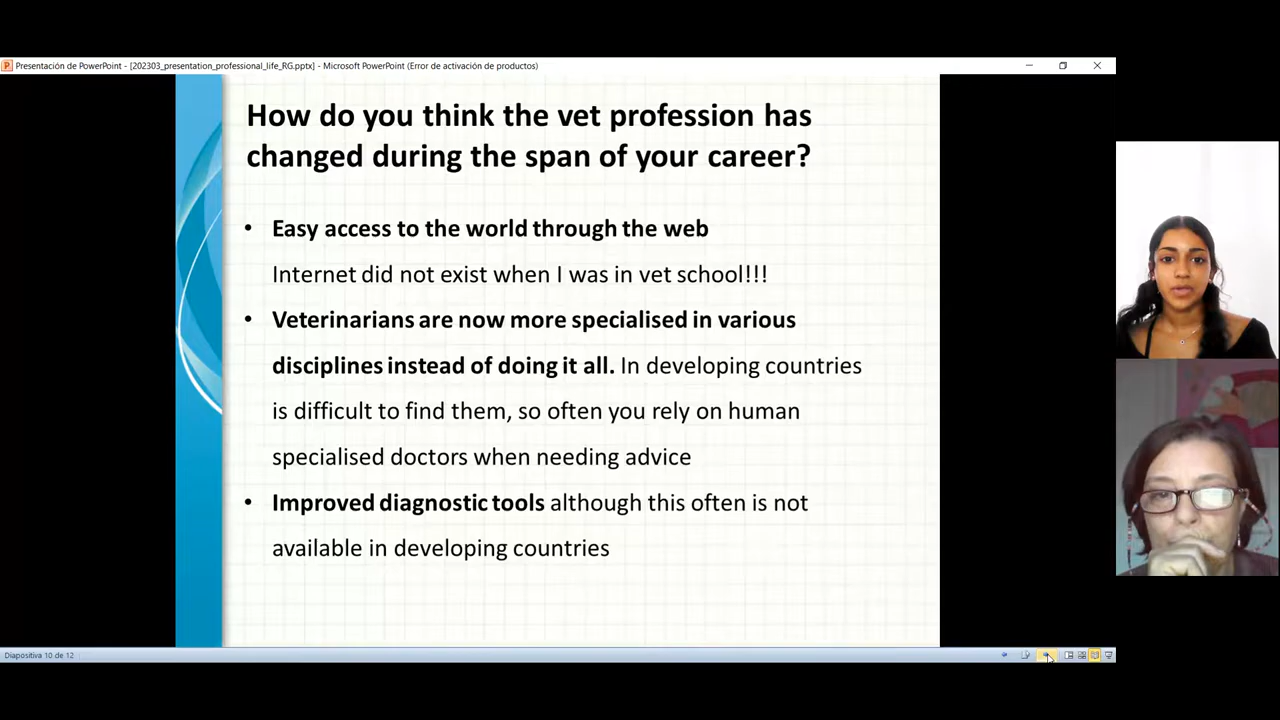 Presentación de PowerPoint - [202303_presentation_professional_life_RG.pptx] - Microsoft PowerPoint (Error de activación de productos)
How do you think the vet profession has
changed during the span of your career?
• Easy access to the world through the web
Internet did not exist when I was in vet school!!!
• Veterinarians are now more specialised in various
disciplines instead of doing it all. In developing countries
is difficult to find them, so often you rely on human
specialised doctors when needing advice
• Improved diagnostic tools although this often is not
available in developing countries
Diapositiva 10 de 12